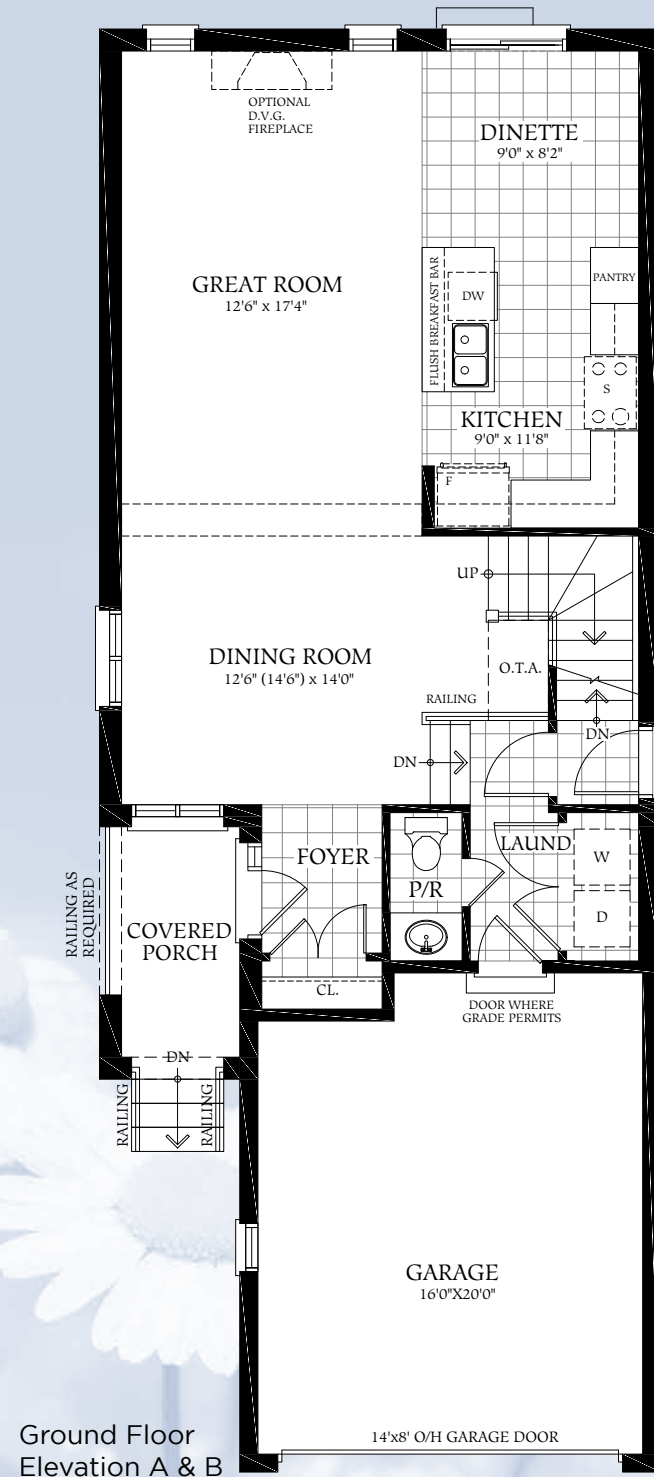 OPTIONAL
D.V.G.
FIREPLACE
DINETTE
9'0" x 8'2"
GREAT ROOM
12'6" x 17'4"
FLUSH BREAKFAST BAR
DW
PANTRY
S
KITCHEN
9'0" x 11'8"
F
UP
DINING ROOM
12'6" (14'6") x 14'0"
O.T.A.
RAILING
DN
DN
FOYER
LAUND
W
P/R
D
RAILING AS
REQUIRED
COVERED
PORCH
CL.
DOOR WHERE
GRADE PERMITS
DN
RAILING
RAILING
GARAGE
16'0"X20'0"
14'x8' O/H GARAGE DOOR
Ground Floor
Elevation A & B